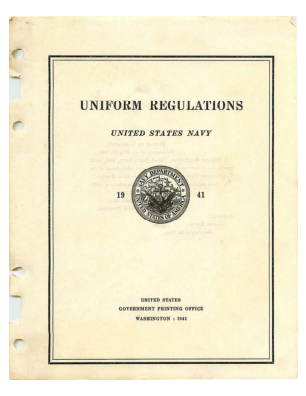 UNIFORM REGULATIONS
UNITED STATES NAVY
NAVY DEPARTMENT
UNITED STATES OF AMERICA
19 41
UNITED STATES
GOVERNMENT PRINTING OFFICE
WASHINGTON : 1941